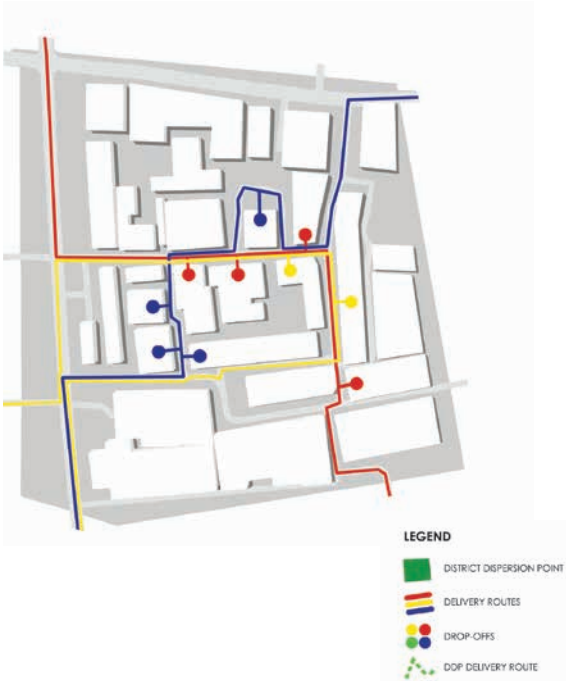 LEGEND
DISTRICT DISPERSION POINT
DELIVERY ROUTES
DROP-OFFS
DDP DELIVERY ROUTE